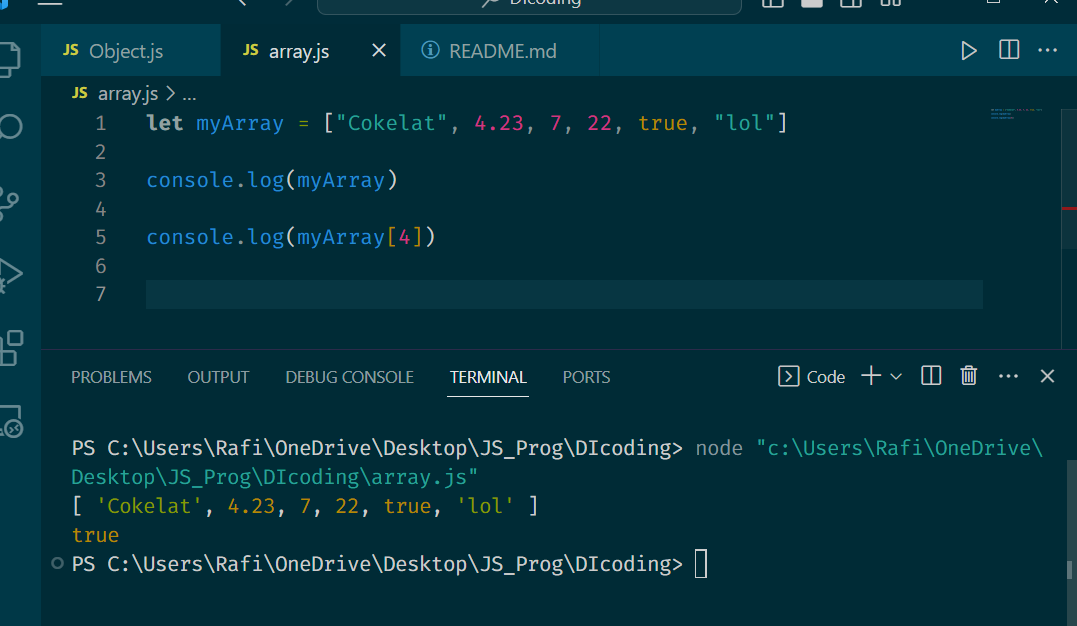 DIcoding
JS Object.js JS array.js README.md
JS array.js > ...
1 let myArray = ["Cokelat", 4.23, 7, 22, true, "lol"]
2
3 console.log(myArray)
4
5 console.log(myArray[4])
6
7
PROBLEMS OUTPUT DEBUG CONSOLE TERMINAL PORTS Code
PS C:\Users\Rafi\OneDrive\Desktop\JS_Prog\DIcoding> node "c:\Users\Rafi\OneDrive\
Desktop\JS_Prog\DIcoding\array.js"
[ 'Cokelat', 4.23, 7, 22, true, 'lol' ]
true
PS C:\Users\Rafi\OneDrive\Desktop\JS_Prog\DIcoding>